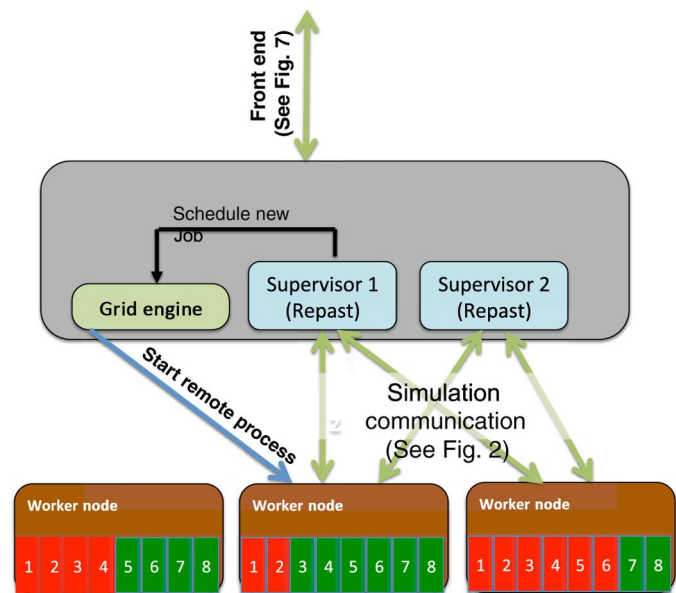 Front end
(See Fig. 7)
Schedule new
Job
Grid engine
Supervisor 1
(Repast)
Supervisor 2
(Repast)
Start remote process
Simulation
communication
(See Fig. 2)
z
Worker node
1 2 3 4 5 6 7 8
Worker node
1 2 3 4 5 6 7 8
Worker node
1 2 3 4 5 6 7 8